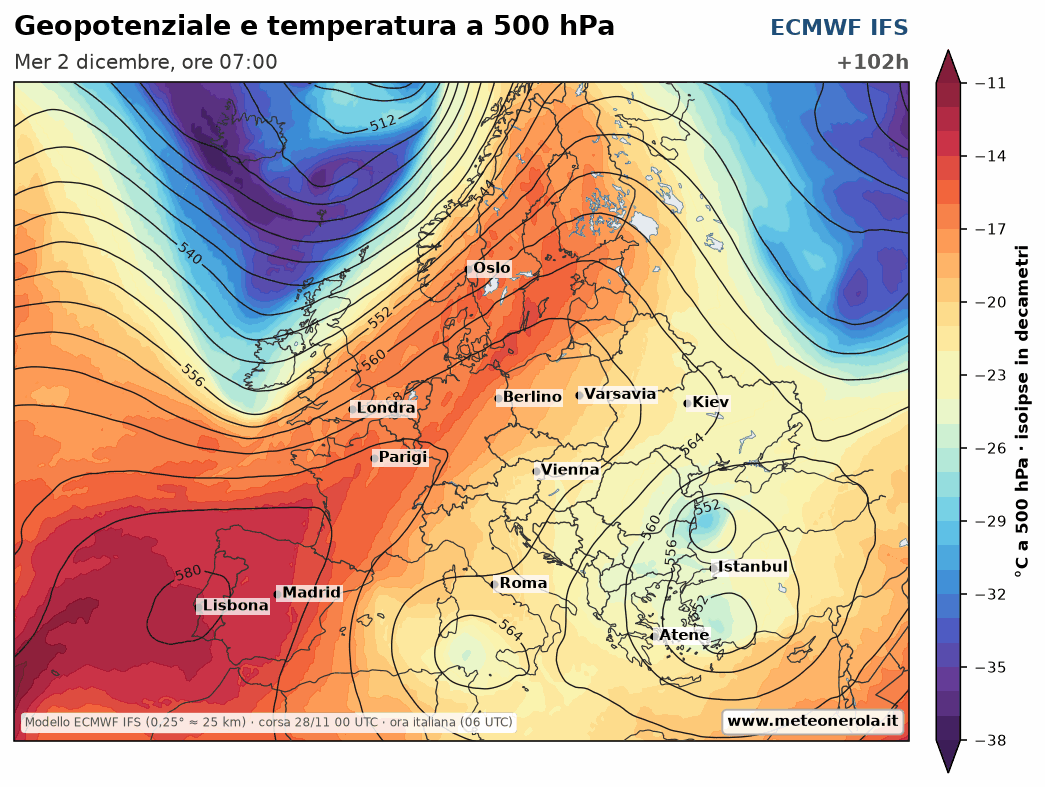 Geopotenziale e temperatura a 500 hPa
ECMWF IFS
Mer 2 dicembre, ore 07:00
+102h
512
544
540
552
560
556
568
564
552
560
556
552
580
564
Oslo
Londra
Berlino
Varsavia
Kiev
Parigi
Vienna
Istanbul
Roma
Madrid
Lisbona
Atene
Modello ECMWF IFS (0,25° ≈ 25 km) · corsa 28/11 00 UTC · ora italiana (06 UTC)
www.meteonerola.it
−11
−14
−17
−20
−23
−26
−29
−32
−35
−38
°C a 500 hPa · isoipse in decametri